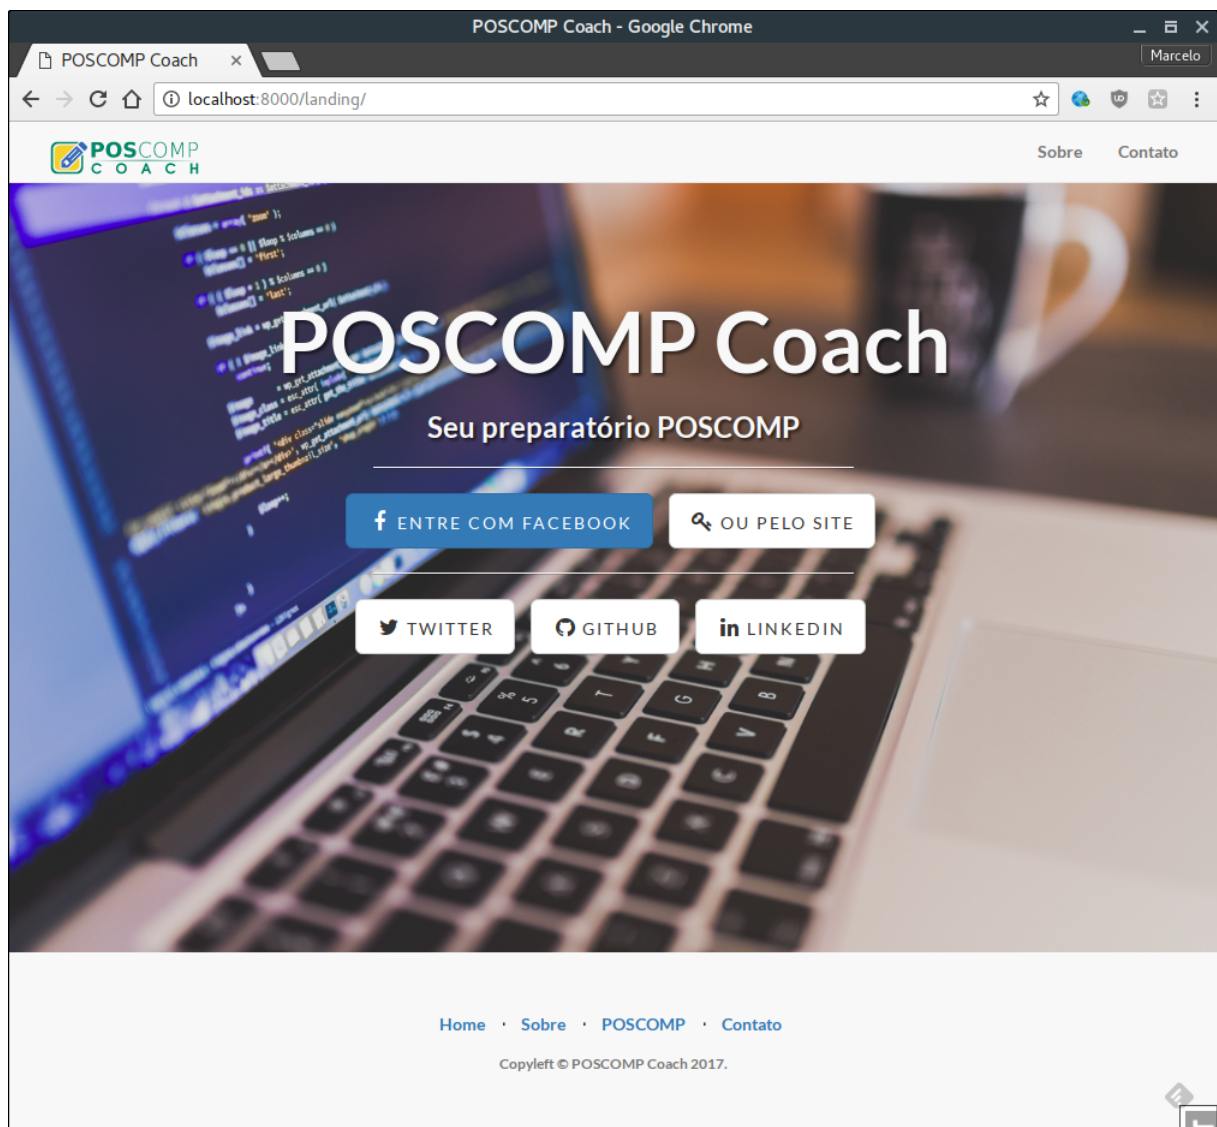 POSCOMP Coach - Google Chrome
POSCOMP Coach
Marcelo
localhost:8000/landing/
POSCOMP
COACH
Sobre Contato
POSCOMP Coach
Seu preparatório POSCOMP
ENTRE COM FACEBOOK OU PELO SITE
TWITTER GITHUB LINKEDIN
Home · Sobre · POSCOMP · Contato
Copyleft © POSCOMP Coach 2017.